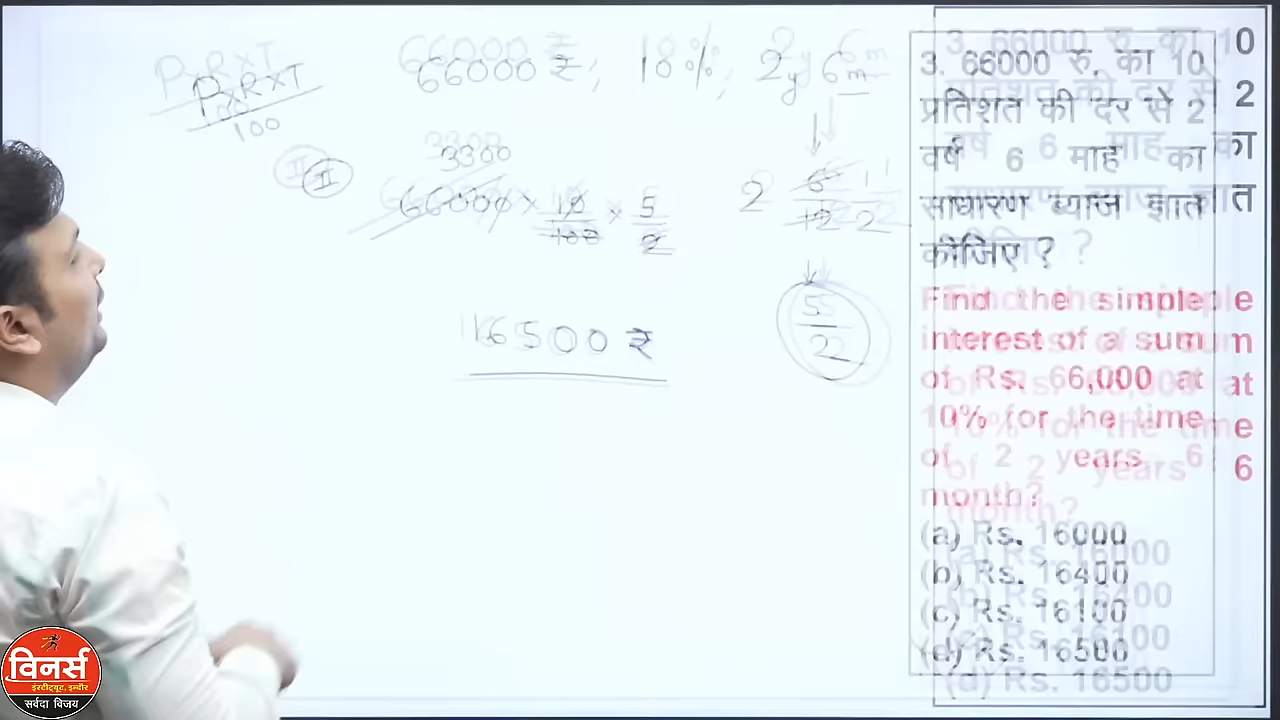 P×R×T
100
66000 ₹; 10%, 2y 6m
II
3300
66000 × 10/100 × 5/2
2 6/12 1/2
5/2
16500 ₹
3. 66000 रु. का 10
प्रतिशत की दर से 2
वर्ष 6 माह का
साधारण ब्याज ज्ञात
कीजिए ?
Find the simple
interest of a sum
of Rs. 66,000 at
10% for the time
of 2 years 6
month?
(a) Rs. 16000
(b) Rs. 16400
(c) Rs. 16100
(d) Rs. 16500
विनर्स
इंस्टीट्यूट, इन्दौर
सर्वदा विजय